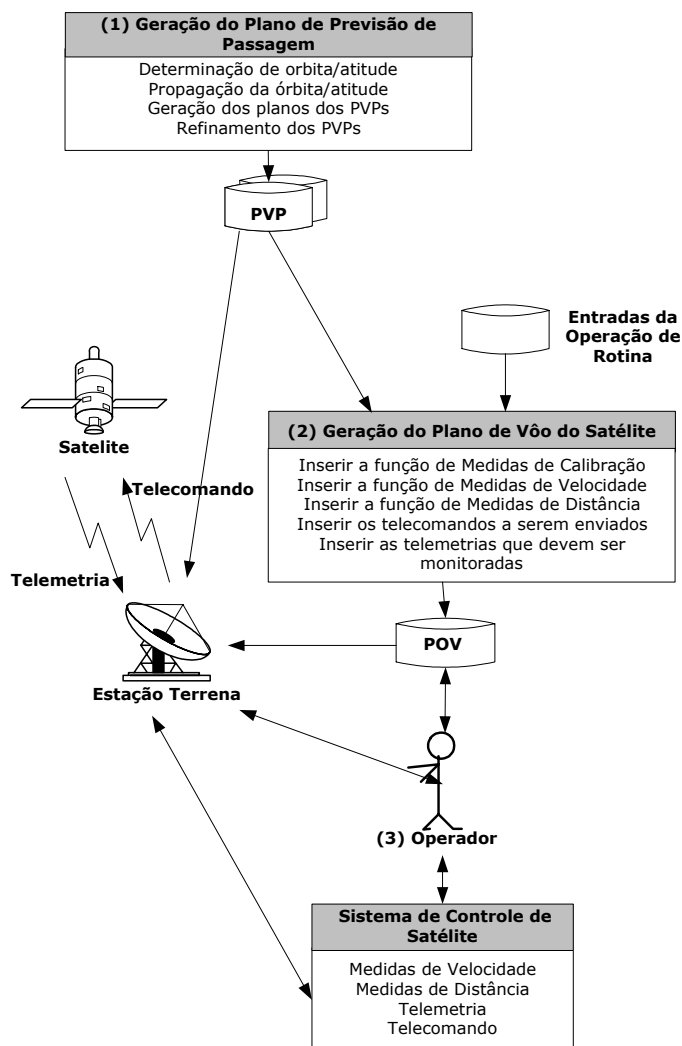 (1) Geração do Plano de Previsão de
Passagem
Determinação de orbita/atitude
Propagação da órbita/atitude
Geração dos planos dos PVPs
Refinamento dos PVPs
PVP
Entradas da
Operação de
Rotina
Satelite
(2) Geração do Plano de Vôo do Satélite
Inserir a função de Medidas de Calibração
Inserir a função de Medidas de Velocidade
Inserir a função de Medidas de Distância
Inserir os telecomandos a serem enviados
Inserir as telemetrias que devem ser
monitoradas
Telecomando
Telemetria
POV
Estação Terrena
(3) Operador
Sistema de Controle de
Satélite
Medidas de Velocidade
Medidas de Distância
Telemetria
Telecomando